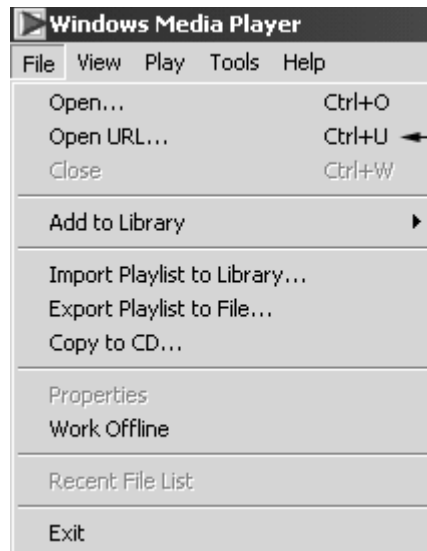 Windows Media Player
File View Play Tools Help
Open... Ctrl+O
Open URL... Ctrl+U
Close Ctrl+W
Add to Library
Import Playlist to Library...
Export Playlist to File...
Copy to CD...
Properties
Work Offline
Recent File List
Exit